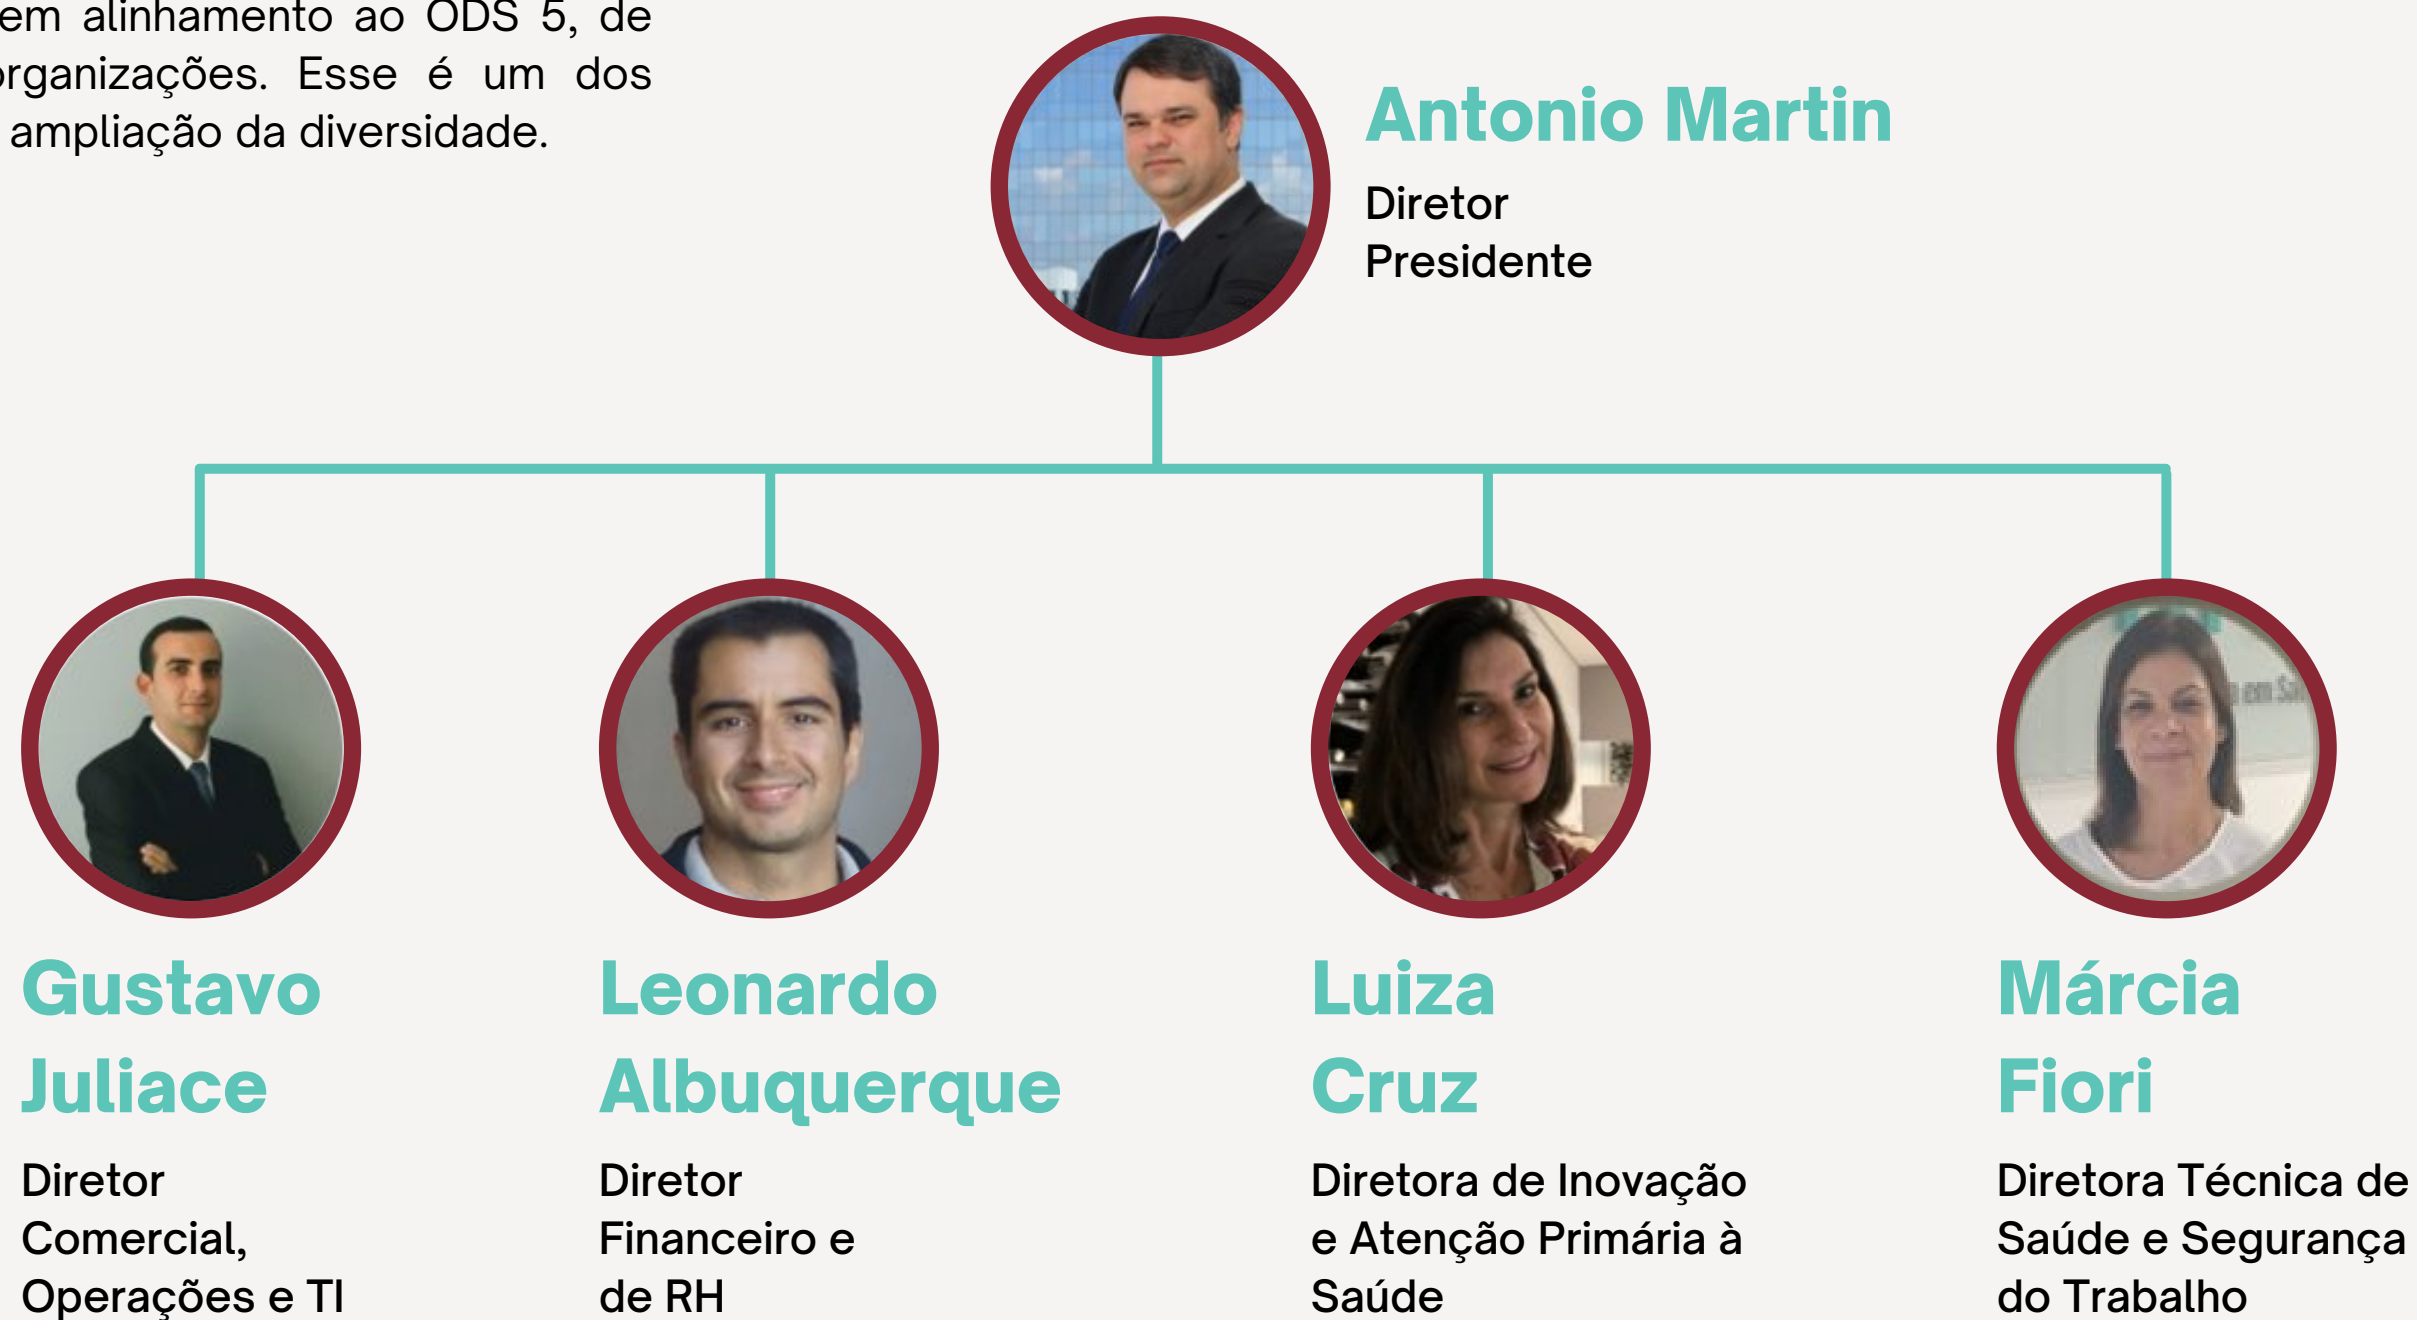 em alinhamento ao ODS 5, de
organizações. Esse é um dos
ampliação da diversidade.
Antonio Martin
Diretor
Presidente
Gustavo
Juliace
Diretor
Comercial,
Operações e TI
Leonardo
Albuquerque
Diretor
Financeiro e
de RH
Luiza
Cruz
Diretora de Inovação
e Atenção Primária à
Saúde
Márcia
Fiori
Diretora Técnica de
Saúde e Segurança
do Trabalho